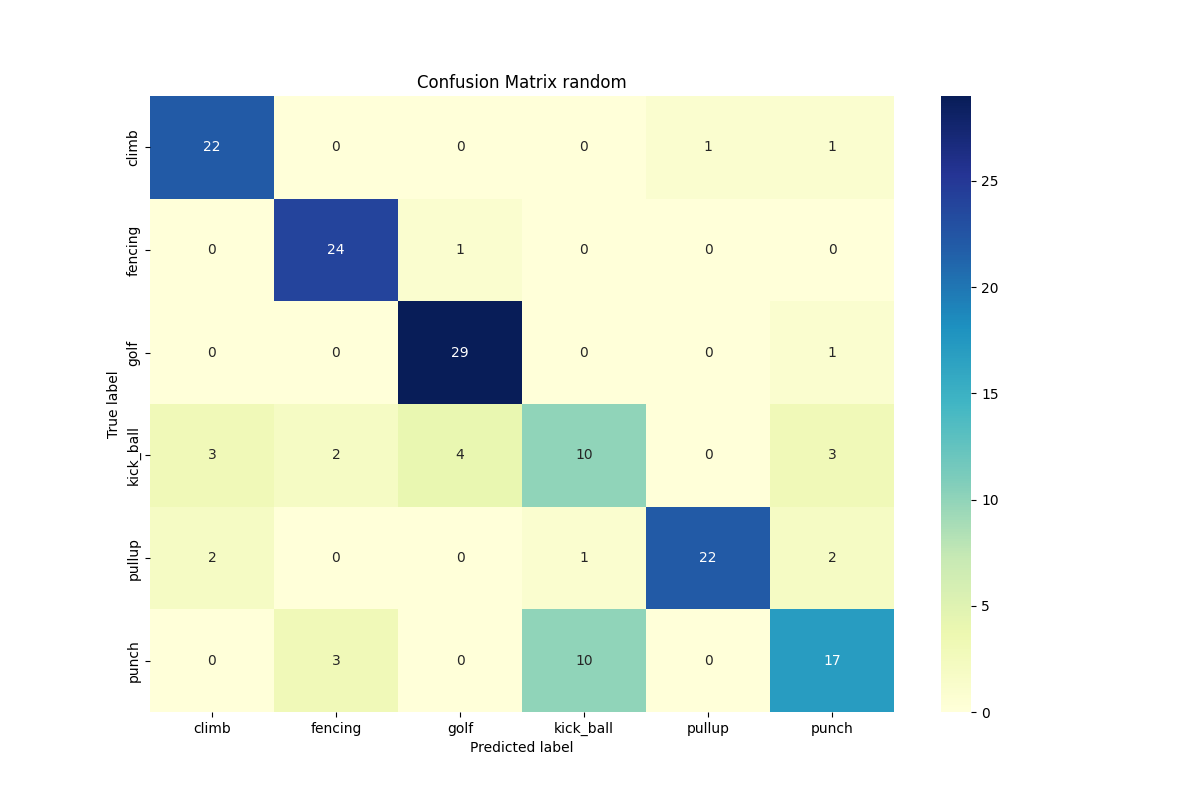 Confusion Matrix random
climb 22 0 0 0 1 1
fencing 0 24 1 0 0 0
golf 0 0 29 0 0 1
kick_ball 3 2 4 10 0 3
pullup 2 0 0 1 22 2
punch 0 3 0 10 0 17
climb fencing golf kick_ball pullup punch
Predicted label
True label
25
20
15
10
5
0